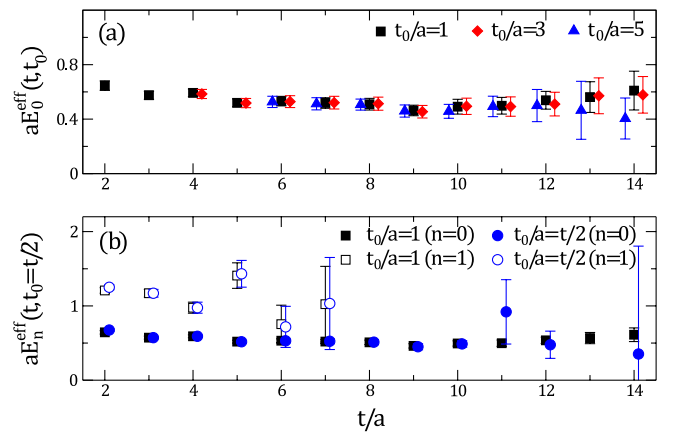 (a)
t₀/a=1 t₀/a=3 t₀/a=5
aE₀ᵉᶠᶠ(t,t₀)
0.8
0.4
0
2 4 6 8 10 12 14
(b)
t₀/a=1 (n=0) t₀/a=t/2 (n=0)
t₀/a=1 (n=1) t₀/a=t/2 (n=1)
aEₙᵉᶠᶠ(t,t₀=t/2)
2
1
0
2 4 6 8 10 12 14
t/a